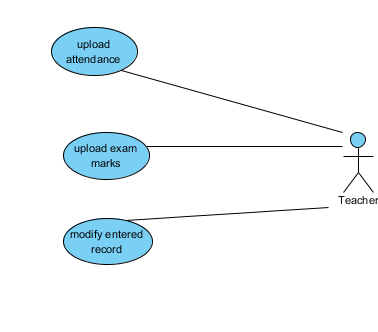 upload
attendance
upload exam
marks
Teacher
modify entered
record